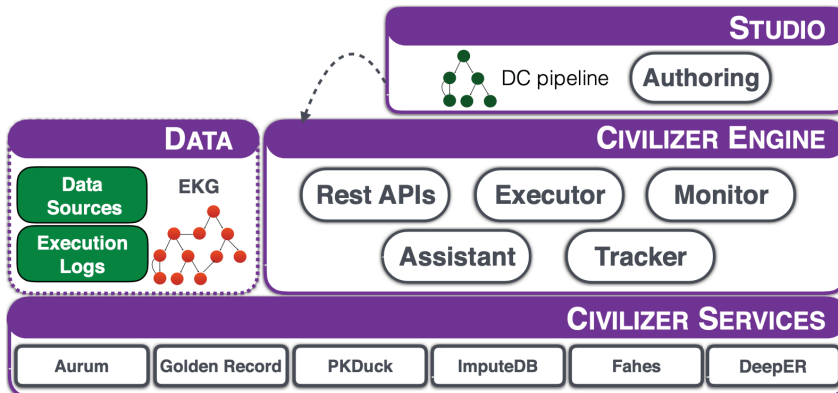 STUDIO
DC pipeline
Authoring
DATA
Data
Sources
EKG
Execution
Logs
CIVILIZER ENGINE
Rest APIs
Executor
Monitor
Assistant
Tracker
CIVILIZER SERVICES
Aurum
Golden Record
PKDuck
ImputeDB
Fahes
DeepER